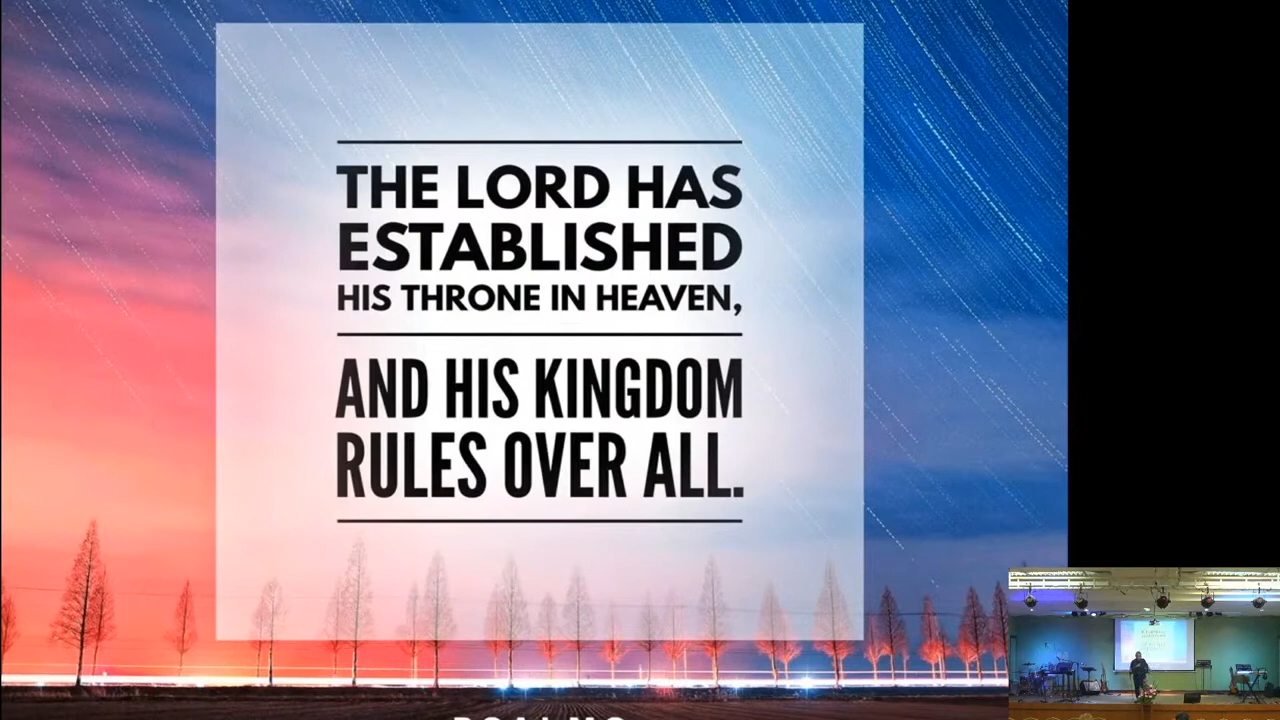 THE LORD HAS
ESTABLISHED
HIS THRONE IN HEAVEN,
AND HIS KINGDOM
RULES OVER ALL.